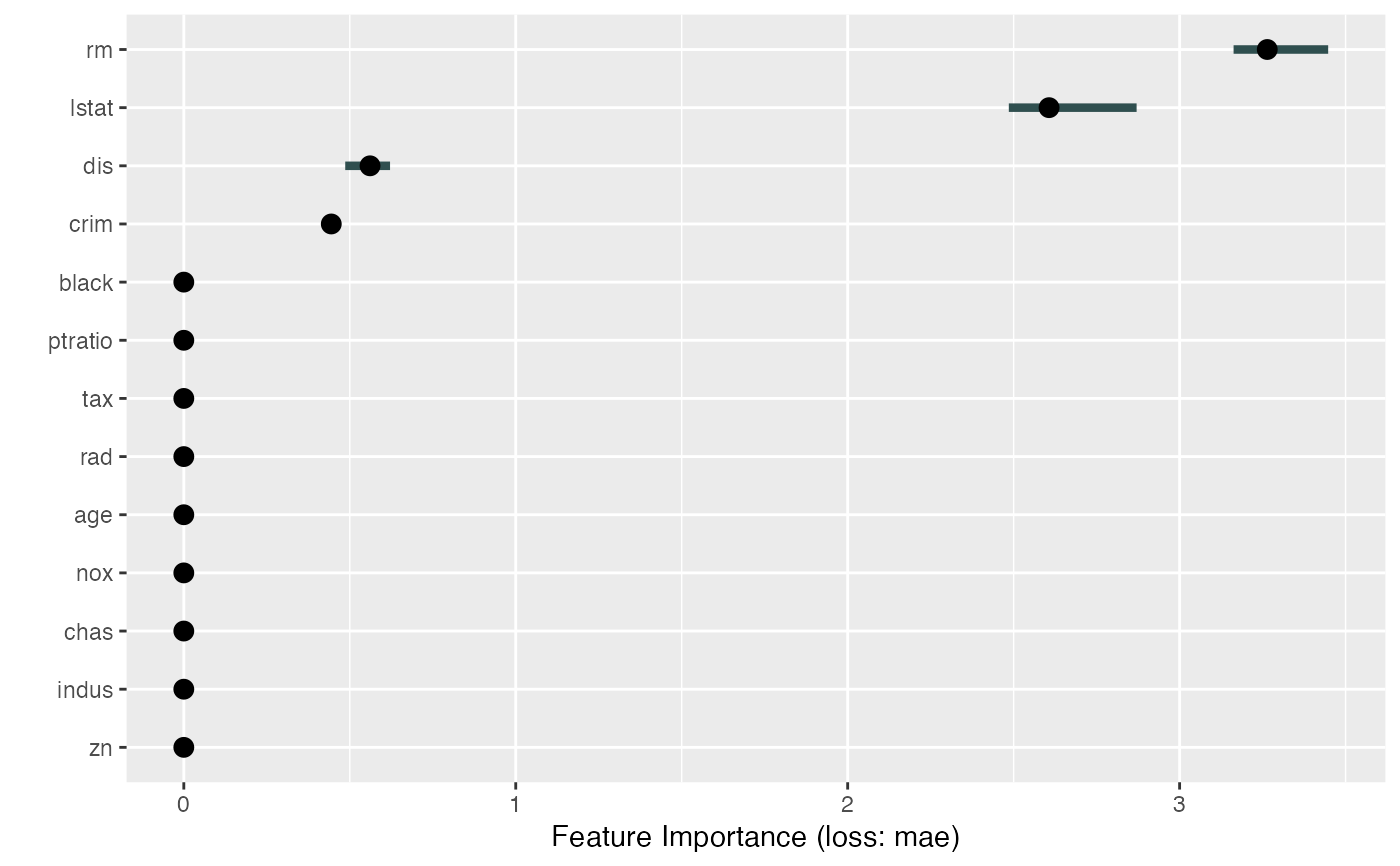 rm
lstat
dis
crim
black
ptratio
tax
rad
age
nox
chas
indus
zn
0 1 2 3
Feature Importance (loss: mae)